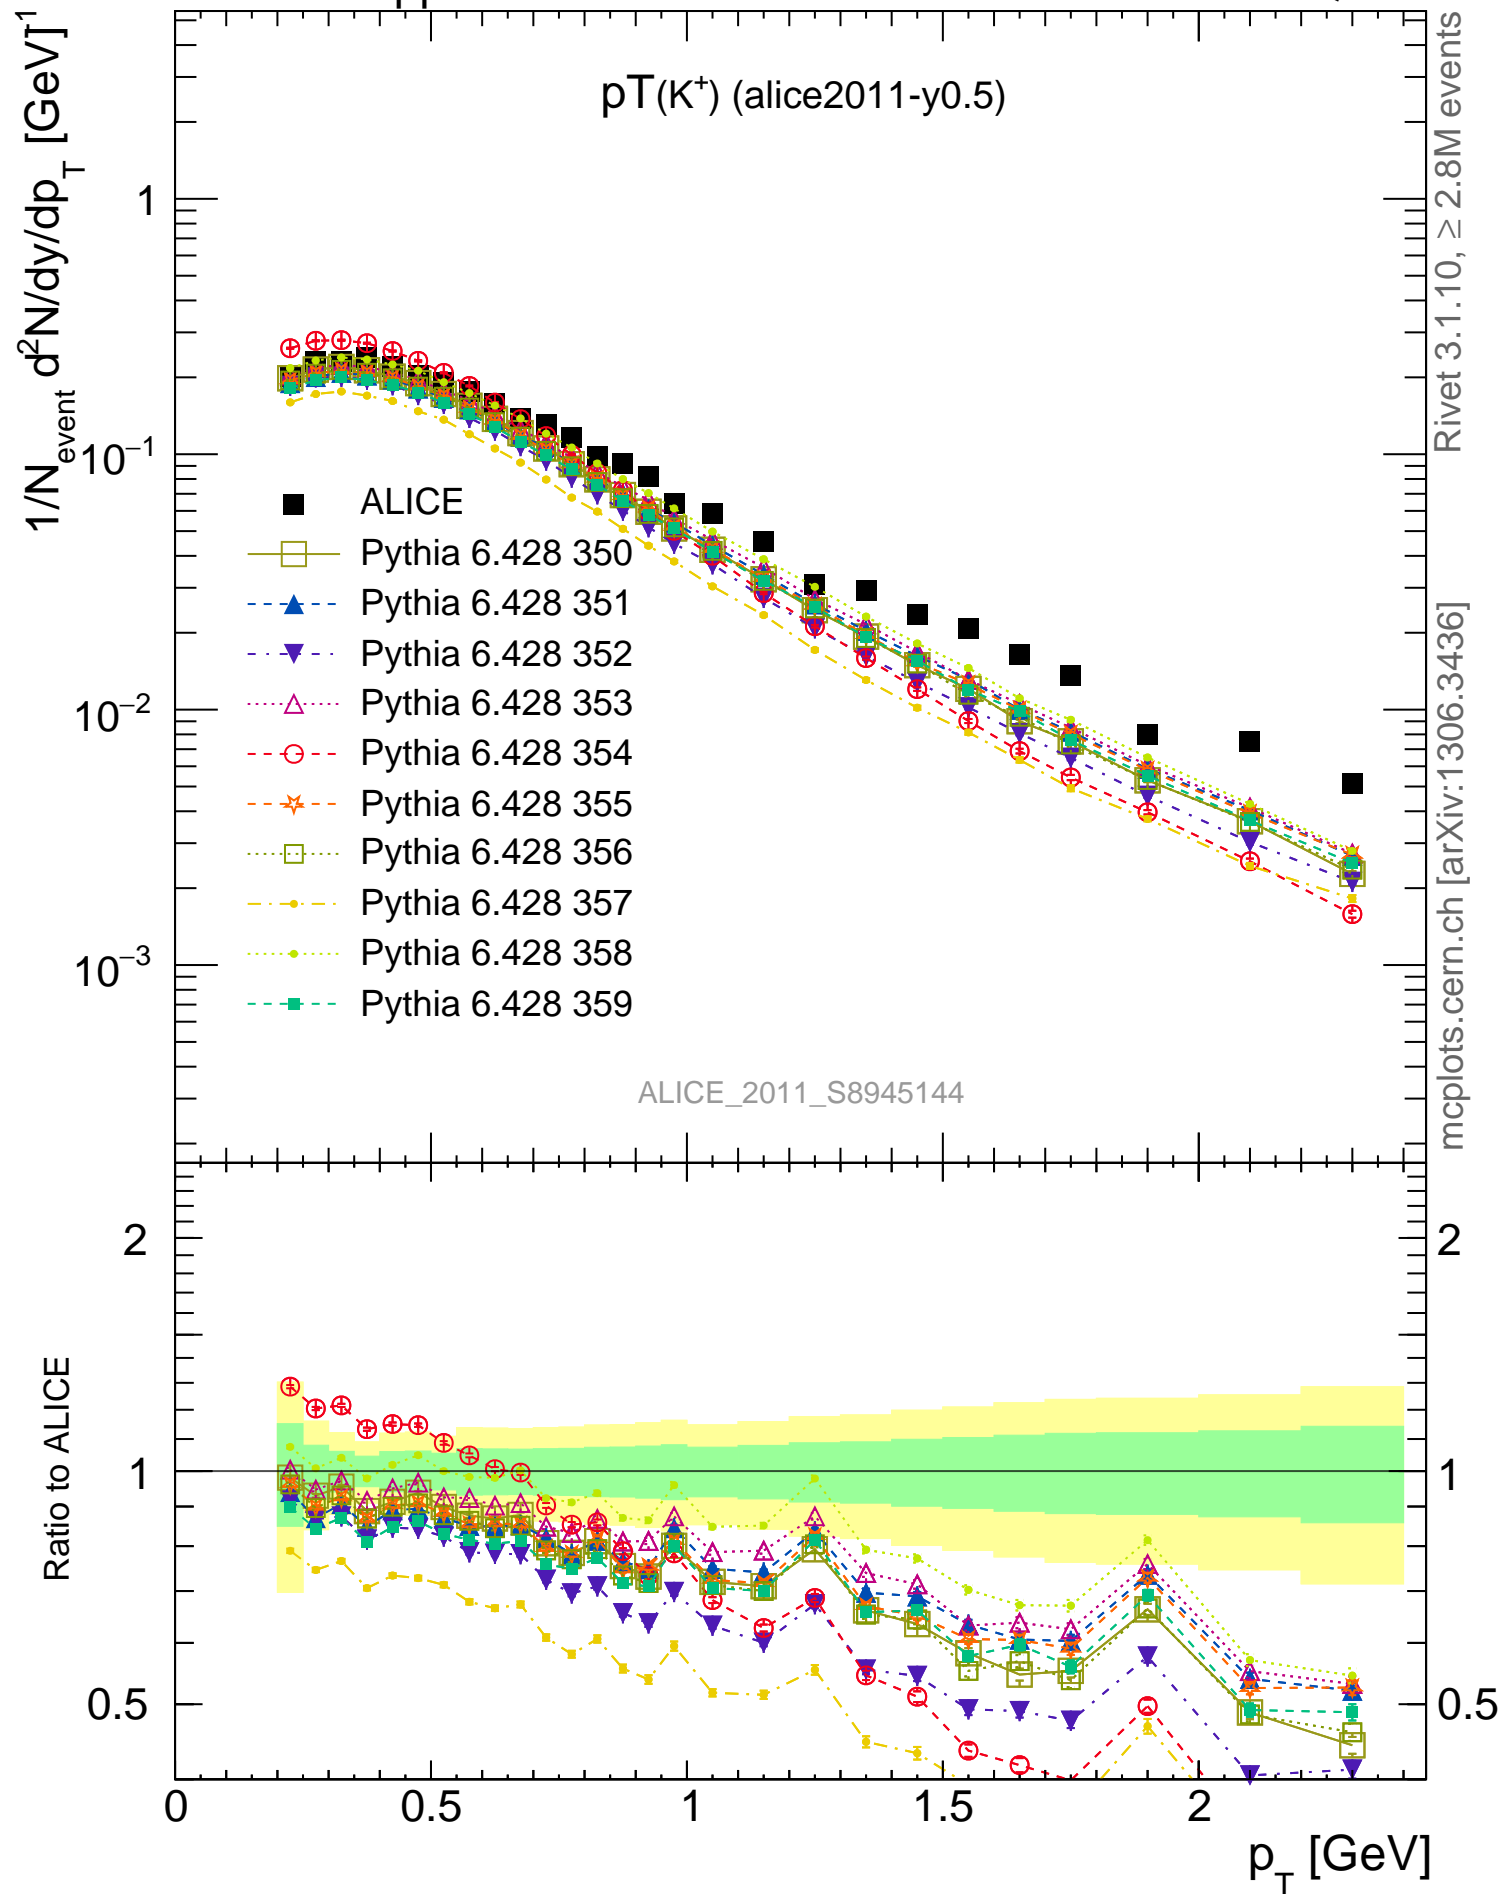 pp
1/N_event d²N/dy/dp_T [GeV]⁻¹
pT(K⁺) (alice2011-y0.5)
1
10⁻¹
10⁻²
10⁻³
ALICE
Pythia 6.428 350
Pythia 6.428 351
Pythia 6.428 352
Pythia 6.428 353
Pythia 6.428 354
Pythia 6.428 355
Pythia 6.428 356
Pythia 6.428 357
Pythia 6.428 358
Pythia 6.428 359
ALICE_2011_S8945144
Rivet 3.1.10, ≥ 2.8M events
mcplots.cern.ch [arXiv:1306.3436]
Ratio to ALICE
2
1
0.5
2
1
0.5
0 0.5 1 1.5 2
p_T [GeV]